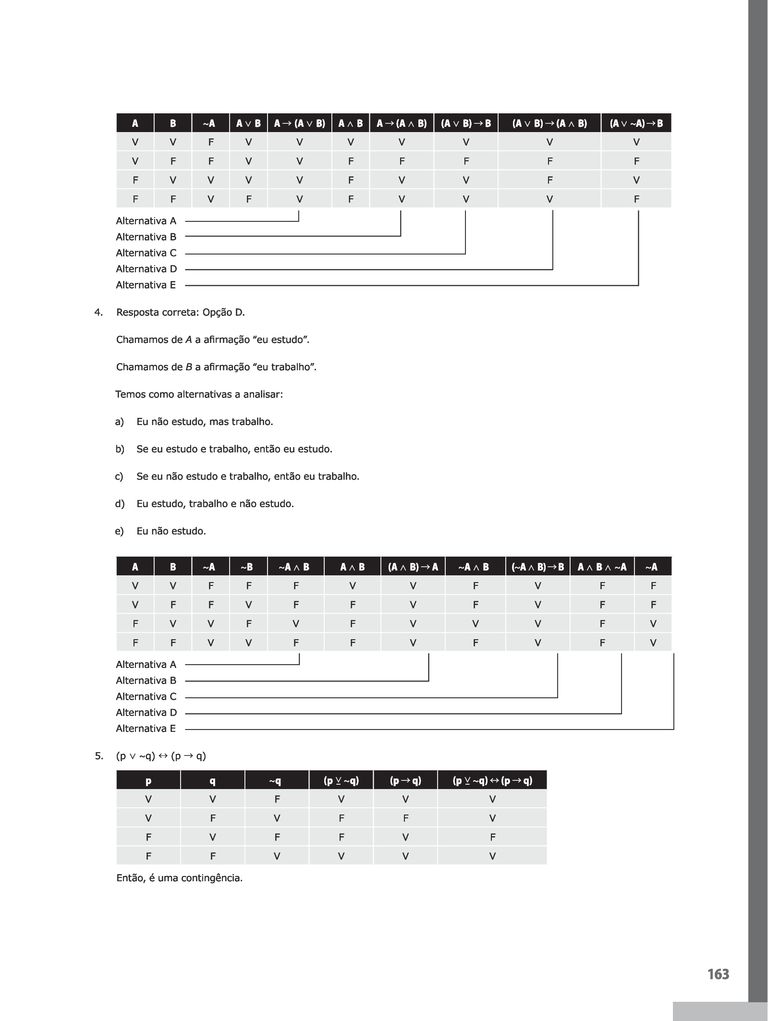 A B ~A A ∨ B A → (A ∨ B) A ∧ B A → (A ∧ B) (A ∨ B) → B (A ∨ B) → (A ∧ B) (A ∨ ~A) → B
V V F V V V V V V V
V F F V V F F F F F
F V V V V F V V F V
F F V F V F V V V F
Alternativa A
Alternativa B
Alternativa C
Alternativa D
Alternativa E
4. Resposta correta: Opção D.
Chamamos de A a afirmação “eu estudo”.
Chamamos de B a afirmação “eu trabalho”.
Temos como alternativas a analisar:
a) Eu não estudo, mas trabalho.
b) Se eu estudo e trabalho, então eu estudo.
c) Se eu não estudo e trabalho, então eu trabalho.
d) Eu estudo, trabalho e não estudo.
e) Eu não estudo.
A B ~A ~B ~A ∧ B A ∧ B (A ∧ B) → A ~A ∧ B (~A ∧ B) → B A ∧ B ∧ ~A ~A
V V F F F V V F V F F
V F F V F F V F V F F
F V V F V F V V V F V
F F V V F F V F V F V
Alternativa A
Alternativa B
Alternativa C
Alternativa D
Alternativa E
5. (p ∨ ~q) ↔ (p → q)
p q ~q (p ⊻ ~q) (p → q) (p ⊻ ~q) ↔ (p → q)
V V F V V V
V F V F F V
F V F F V F
F F V V V V
Então, é uma contingência.
163